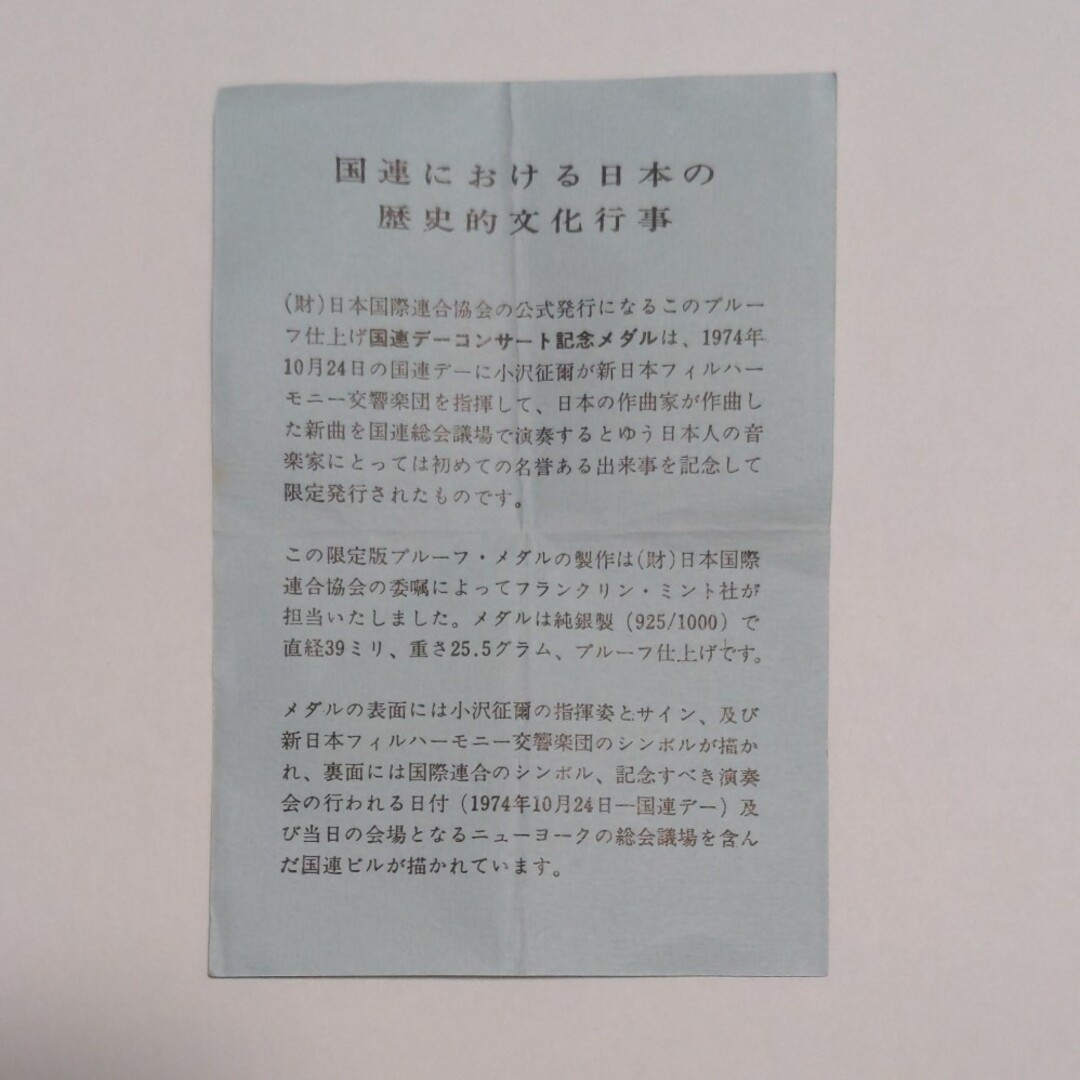 国連における日本の
歴史的文化行事
(財)日本国際連合協会の公式発行になるこのプルー
フ仕上げ国連デーコンサート記念メダルは、1974年
10月24日の国連デーに小沢征爾が新日本フィルハー
モニー交響楽団を指揮して、日本の作曲家が作曲し
た新曲を国連総会議場で演奏するとゆう日本人の音
楽家にとっては初めての名誉ある出来事を記念して
限定発行されたものです。
この限定版プルーフ・メダルの製作は(財)日本国際
連合協会の委嘱によってフランクリン・ミント社が
担当いたしました。メダルは純銀製（925/1000）で
直経39ミリ、重さ25.5グラム、プルーフ仕上げです。
メダルの表面には小沢征爾の指揮姿とサイン、及び
新日本フィルハーモニー交響楽団のシンボルが描か
れ、裏面には国際連合のシンボル、記念すべき演奏
会の行われる日付（1974年10月24日―国連デー）及
び当日の会場となるニューヨークの総会議場を含ん
だ国連ビルが描かれています。